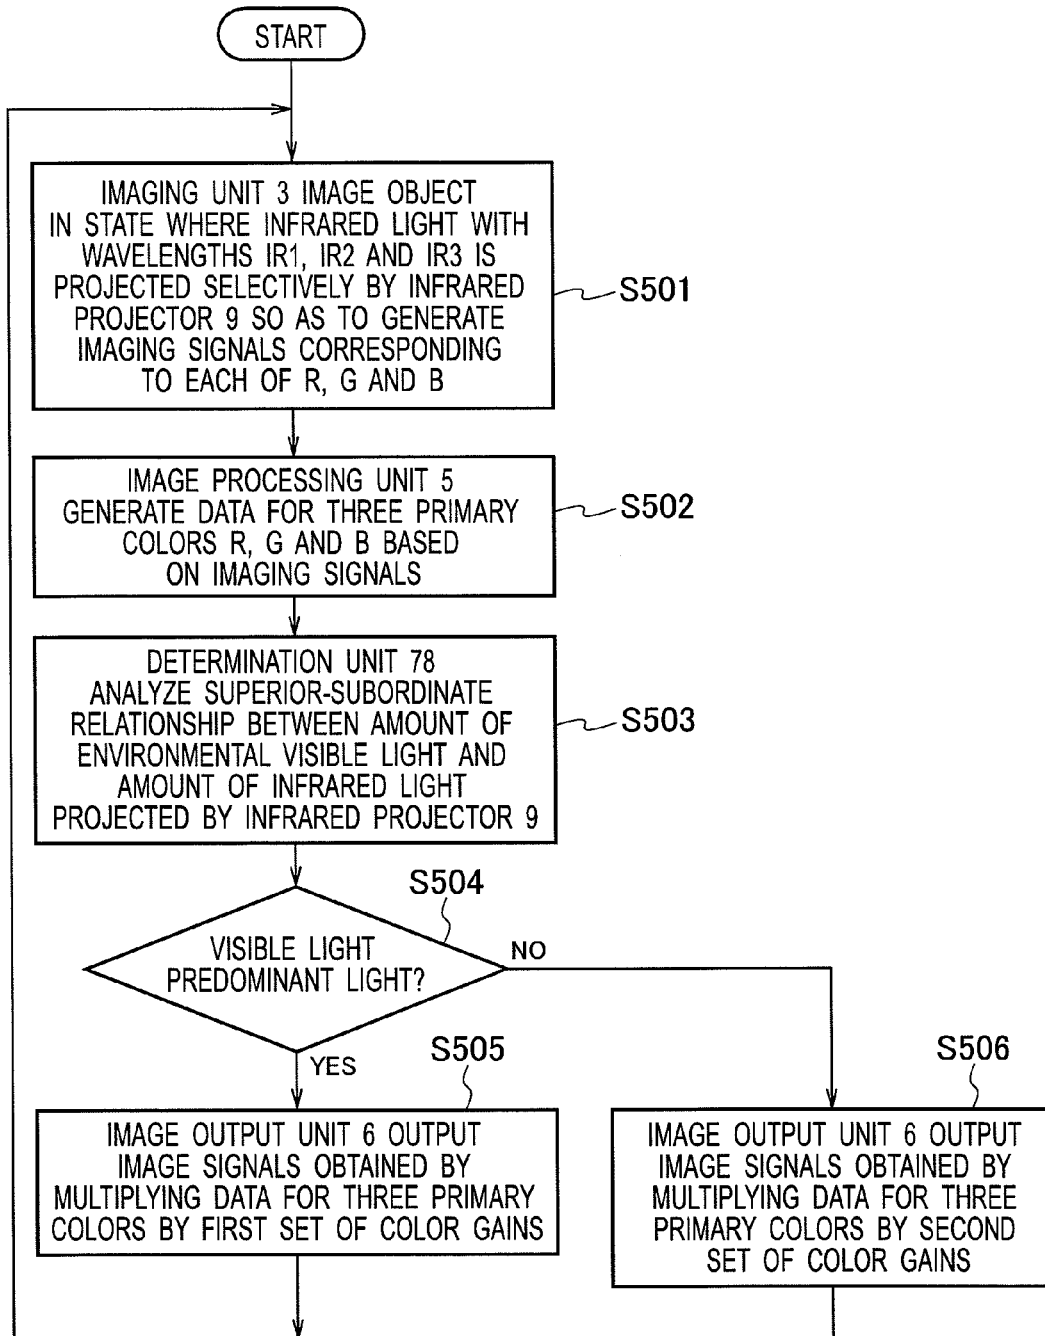 START
IMAGING UNIT 3 IMAGE OBJECT
IN STATE WHERE INFRARED LIGHT WITH
WAVELENGTHS IR1, IR2 AND IR3 IS
PROJECTED SELECTIVELY BY INFRARED
PROJECTOR 9 SO AS TO GENERATE
IMAGING SIGNALS CORRESPONDING
TO EACH OF R, G AND B
S501
IMAGE PROCESSING UNIT 5
GENERATE DATA FOR THREE PRIMARY
COLORS R, G AND B BASED
ON IMAGING SIGNALS
S502
DETERMINATION UNIT 78
ANALYZE SUPERIOR-SUBORDINATE
RELATIONSHIP BETWEEN AMOUNT OF
ENVIRONMENTAL VISIBLE LIGHT AND
AMOUNT OF INFRARED LIGHT
PROJECTED BY INFRARED PROJECTOR 9
S503
S504
VISIBLE LIGHT
PREDOMINANT LIGHT?
NO
YES
S505
IMAGE OUTPUT UNIT 6 OUTPUT
IMAGE SIGNALS OBTAINED BY
MULTIPLYING DATA FOR THREE PRIMARY
COLORS BY FIRST SET OF COLOR GAINS
S506
IMAGE OUTPUT UNIT 6 OUTPUT
IMAGE SIGNALS OBTAINED BY
MULTIPLYING DATA FOR THREE
PRIMARY COLORS BY SECOND
SET OF COLOR GAINS